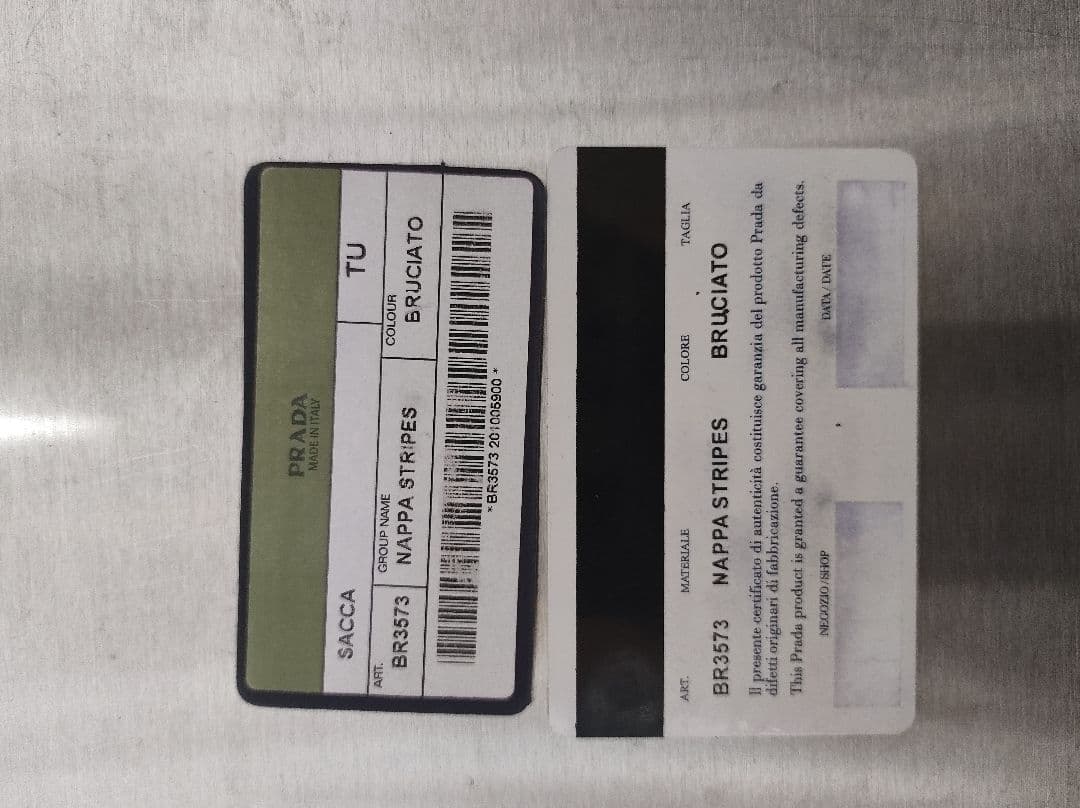 PRADA
MADE IN ITALY
SACCA TU
ART. GROUP NAME COLOUR
BR3573 NAPPA STRIPES BRUCIATO
*BR3573 201005900*
ART. MATERIALE COLORE TAGLIA
BR3573 NAPPA STRIPES BRUCIATO
Il presente certificato di autenticità costituisce garanzia del prodotto Prada da
difetti originari di fabbricazione.
This Prada product is granted a guarantee covering all manufacturing defects.
NEGOZIO / SHOP DATA / DATE